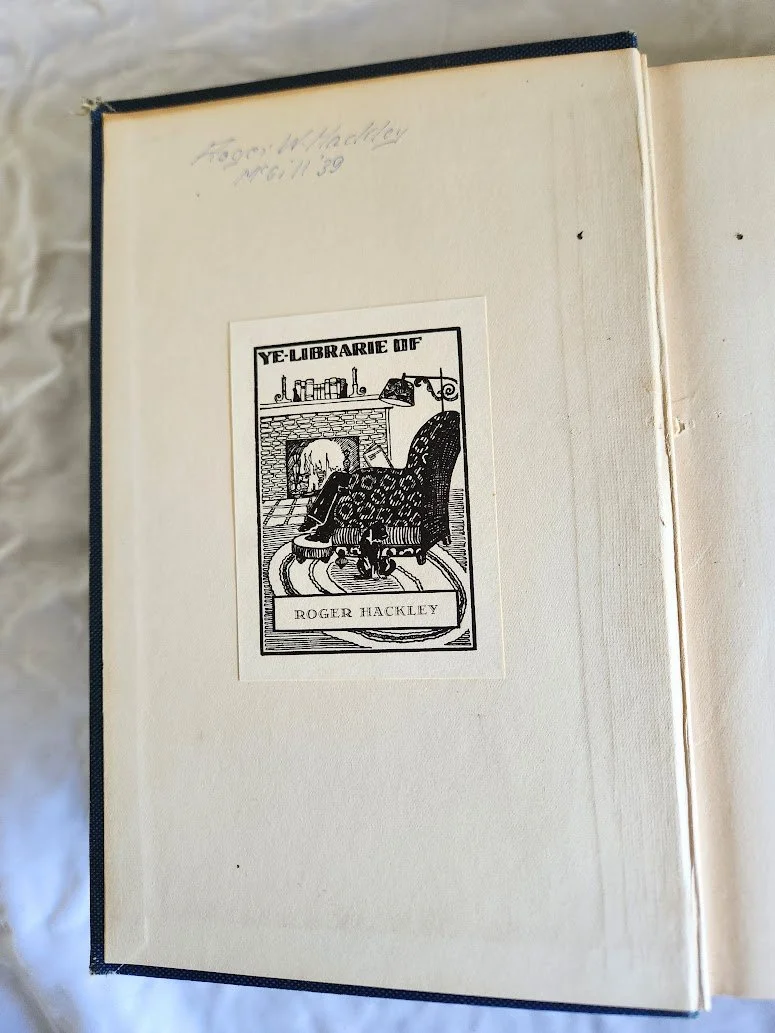 Roger W. Hackley
McGill '39
YE·LIBRARIE OF
ROGER HACKLEY